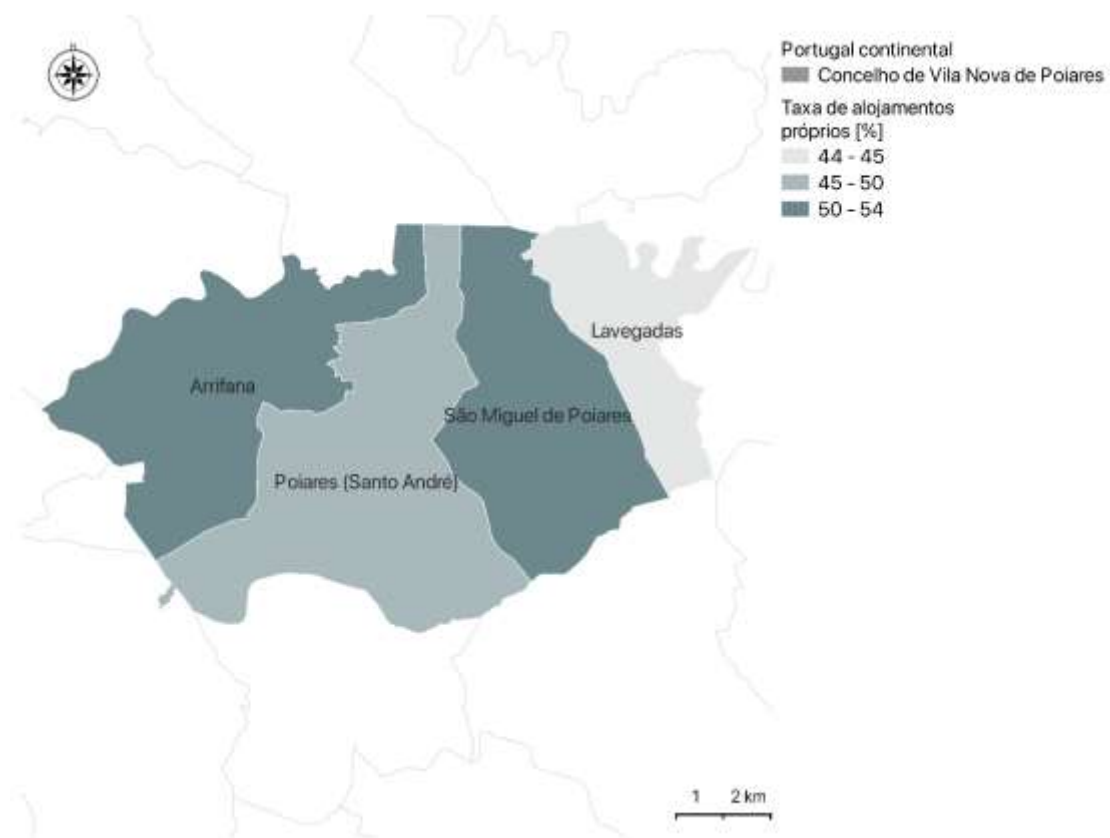 N
Portugal continental
Concelho de Vila Nova de Poiares
Taxa de alojamentos
próprios [%]
44 - 45
45 - 50
50 - 54
Lavegadas
Arrifana
São Miguel de Poiares
Poiares (Santo André)
1 2 km